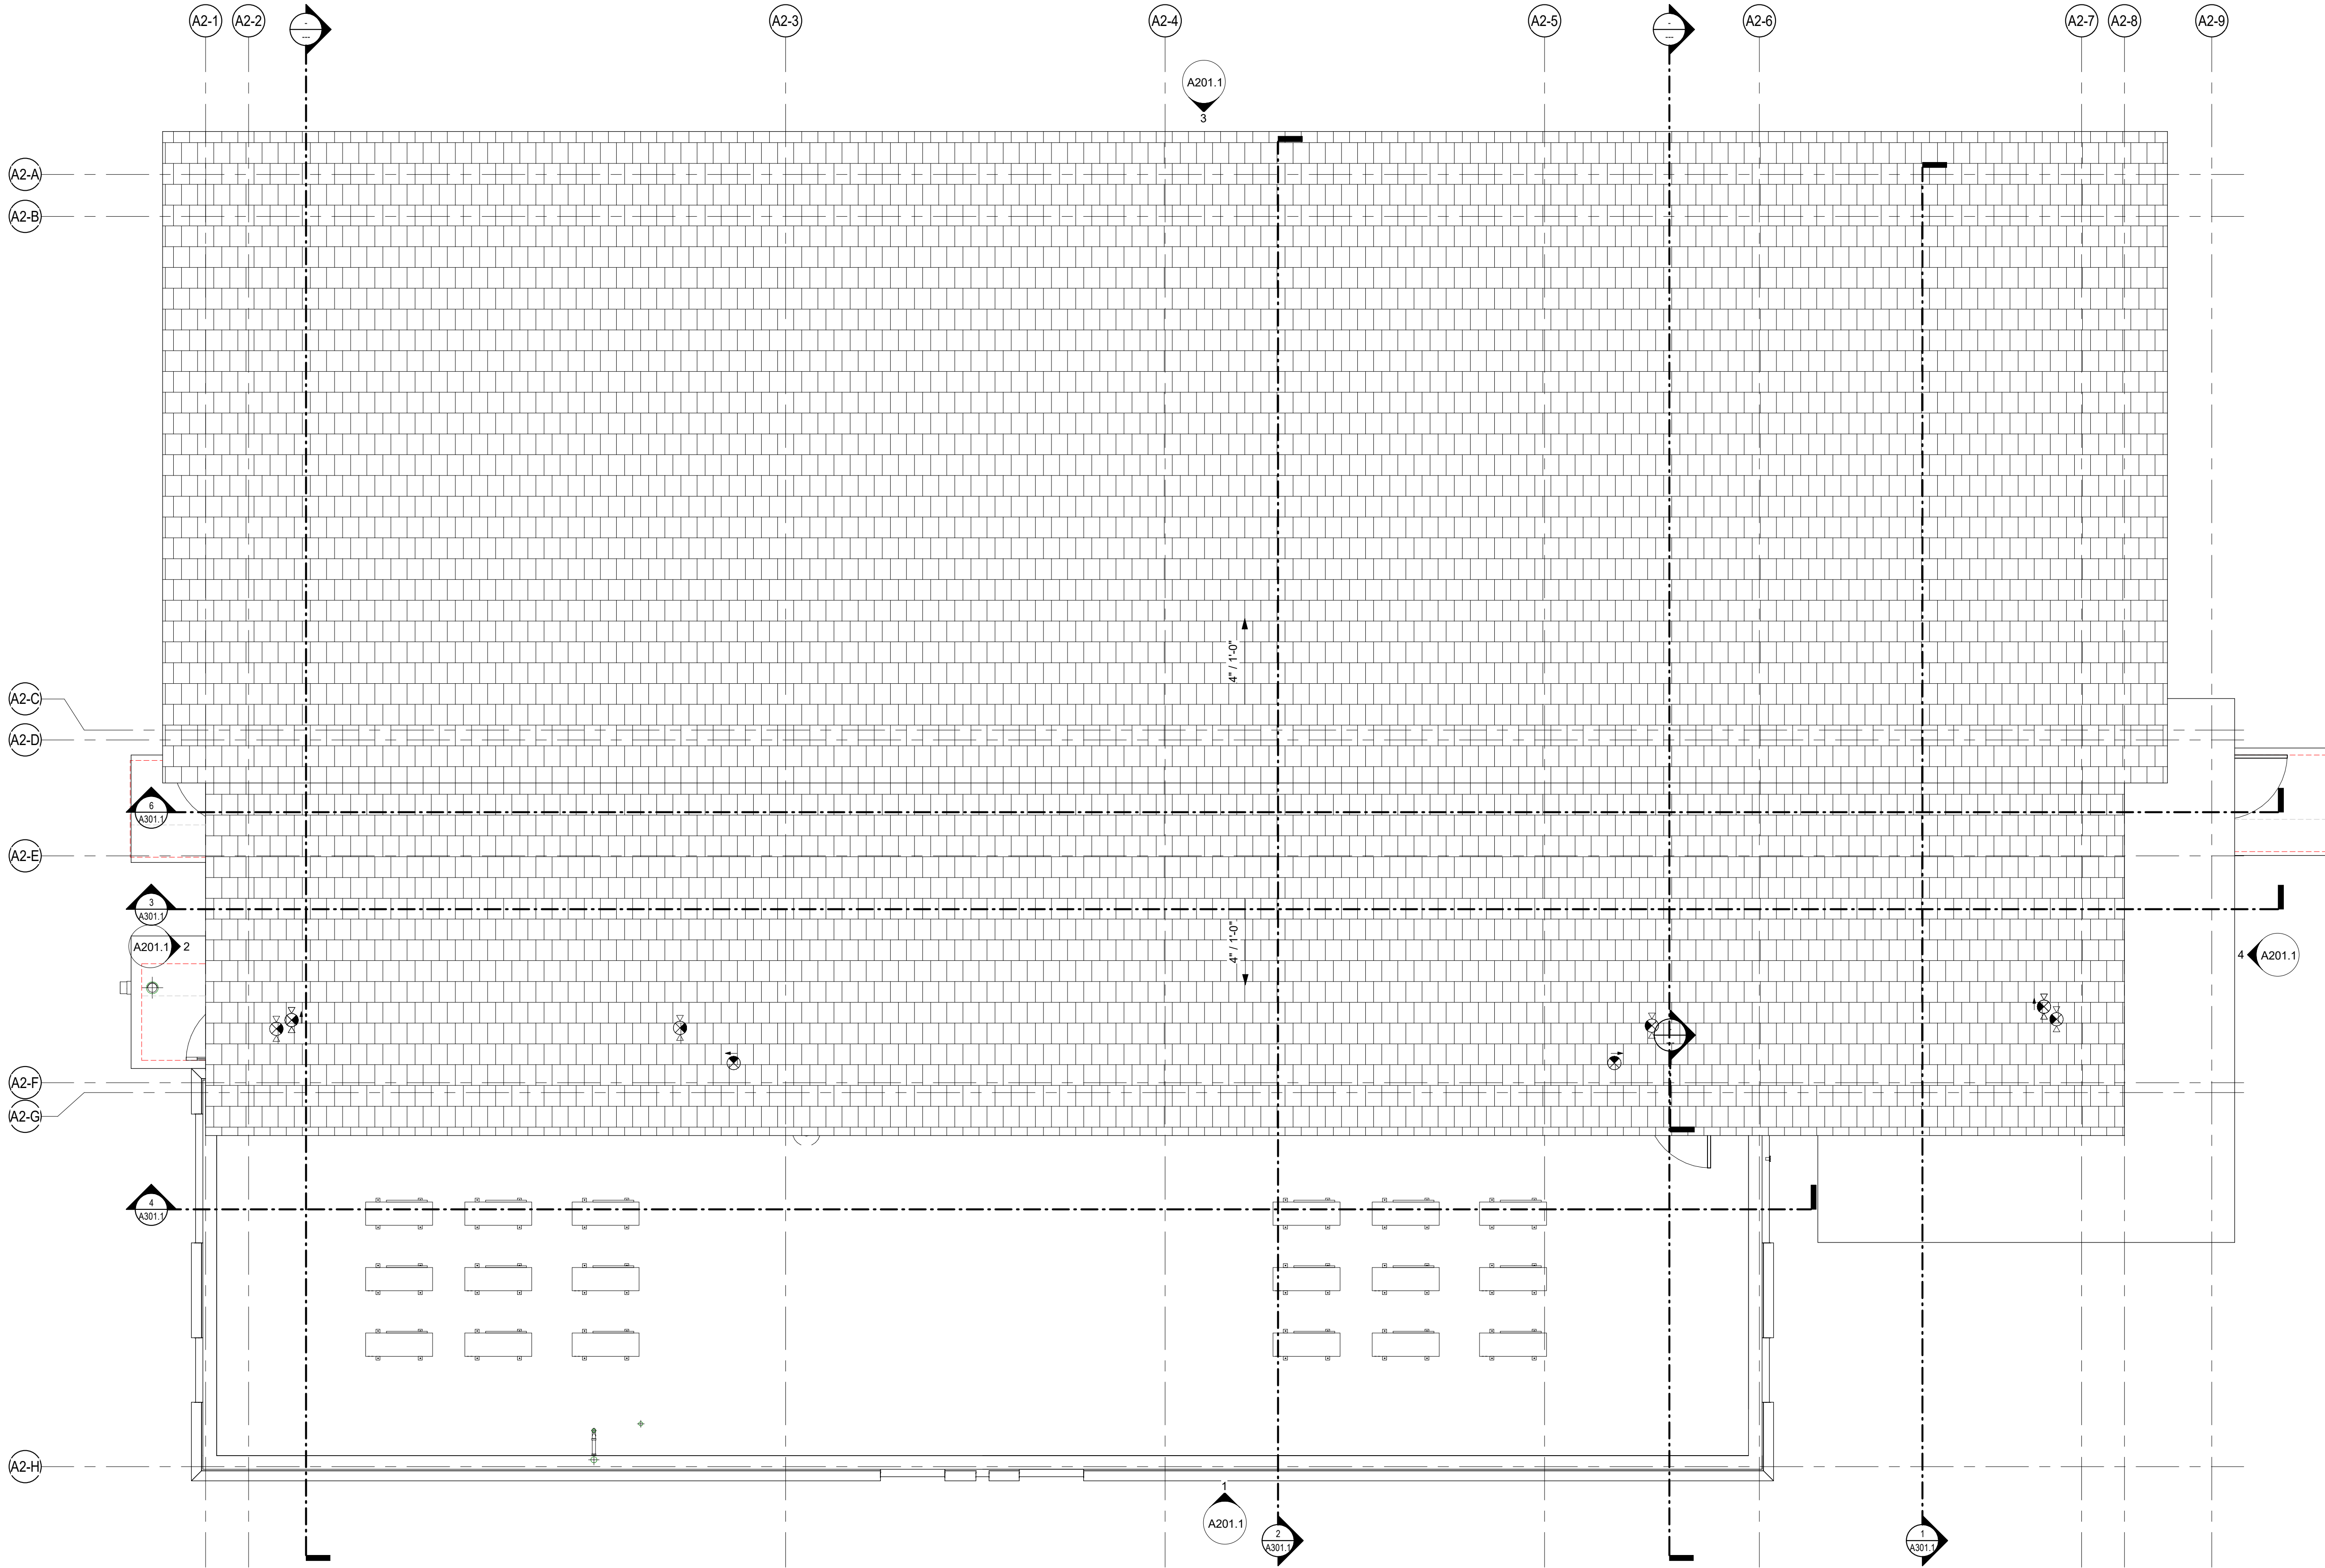 A2-1 A2-2 - A2-3 A2-4 A2-5 - A2-6 A2-7 A2-8 A2-9
--- ---
A201.1
3
A2-A
A2-B
4" / 1'-0"
A2-C
A2-D
6
A301.1
A2-E
3
A301.1
A201.1 2
4" / 1'-0"
4 A201.1
A2-F
A2-G
4
A301.1
A2-H
1
A201.1
2
A301.1
1
A301.1